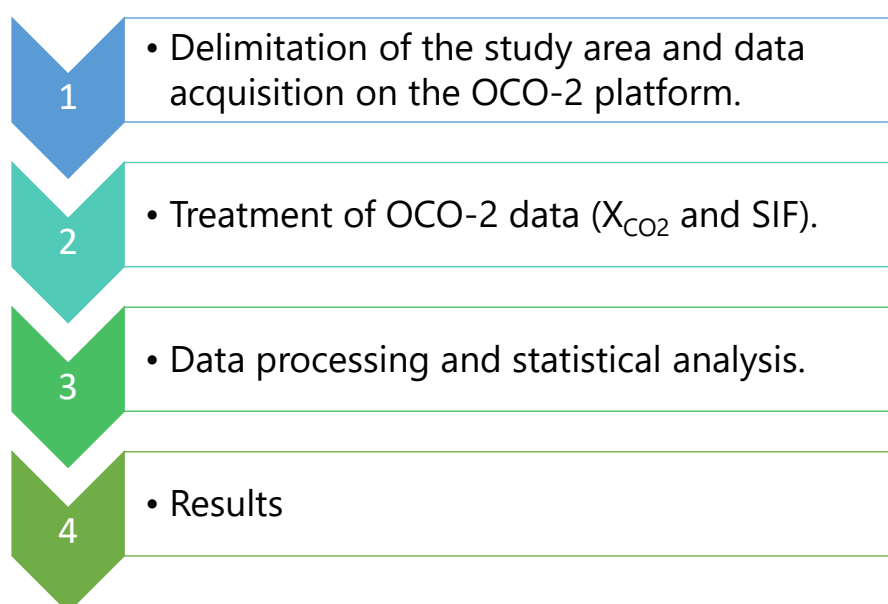 1
• Delimitation of the study area and data
acquisition on the OCO-2 platform.
2
• Treatment of OCO-2 data (X_CO2 and SIF).
3
• Data processing and statistical analysis.
4
• Results